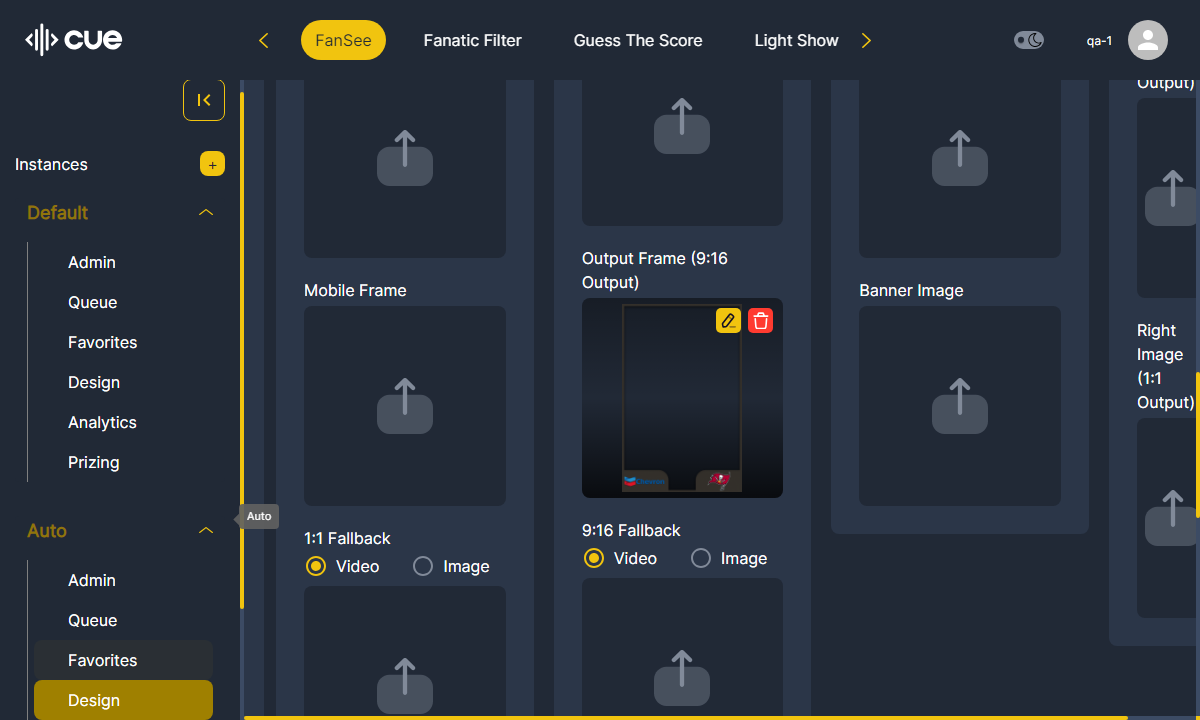 cue
FanSee
Fanatic Filter
Guess The Score
Light Show
qa-1
Instances
+
Default
Admin
Queue
Favorites
Design
Analytics
Prizing
Auto
Admin
Queue
Favorites
Design
Auto
Mobile Frame
1:1 Fallback
Video
Image
Output Frame (9:16
Output)
9:16 Fallback
Video
Image
Banner Image
Output)
Right
Image
(1:1
Output)